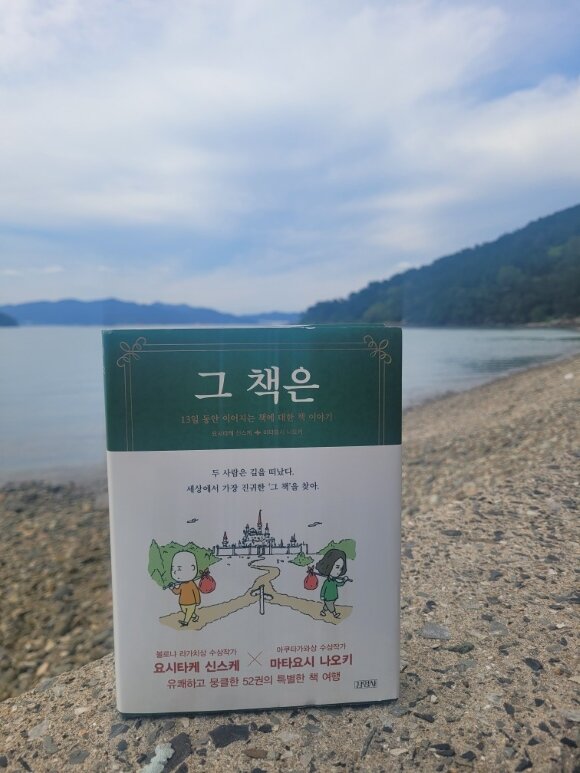 그 책은
13일 동안 이어지는 책에 대한 책 이야기
요시타케 신스케 + 마타요시 나오키
두 사람은 길을 떠났다.
세상에서 가장 진귀한 '그 책'을 찾아.
볼로냐 라가치상 수상작가
요시타케 신스케
×
아쿠타가와상 수상작가
마타요시 나오키
유쾌하고 뭉클한 52권의 특별한 책 여행
김영사